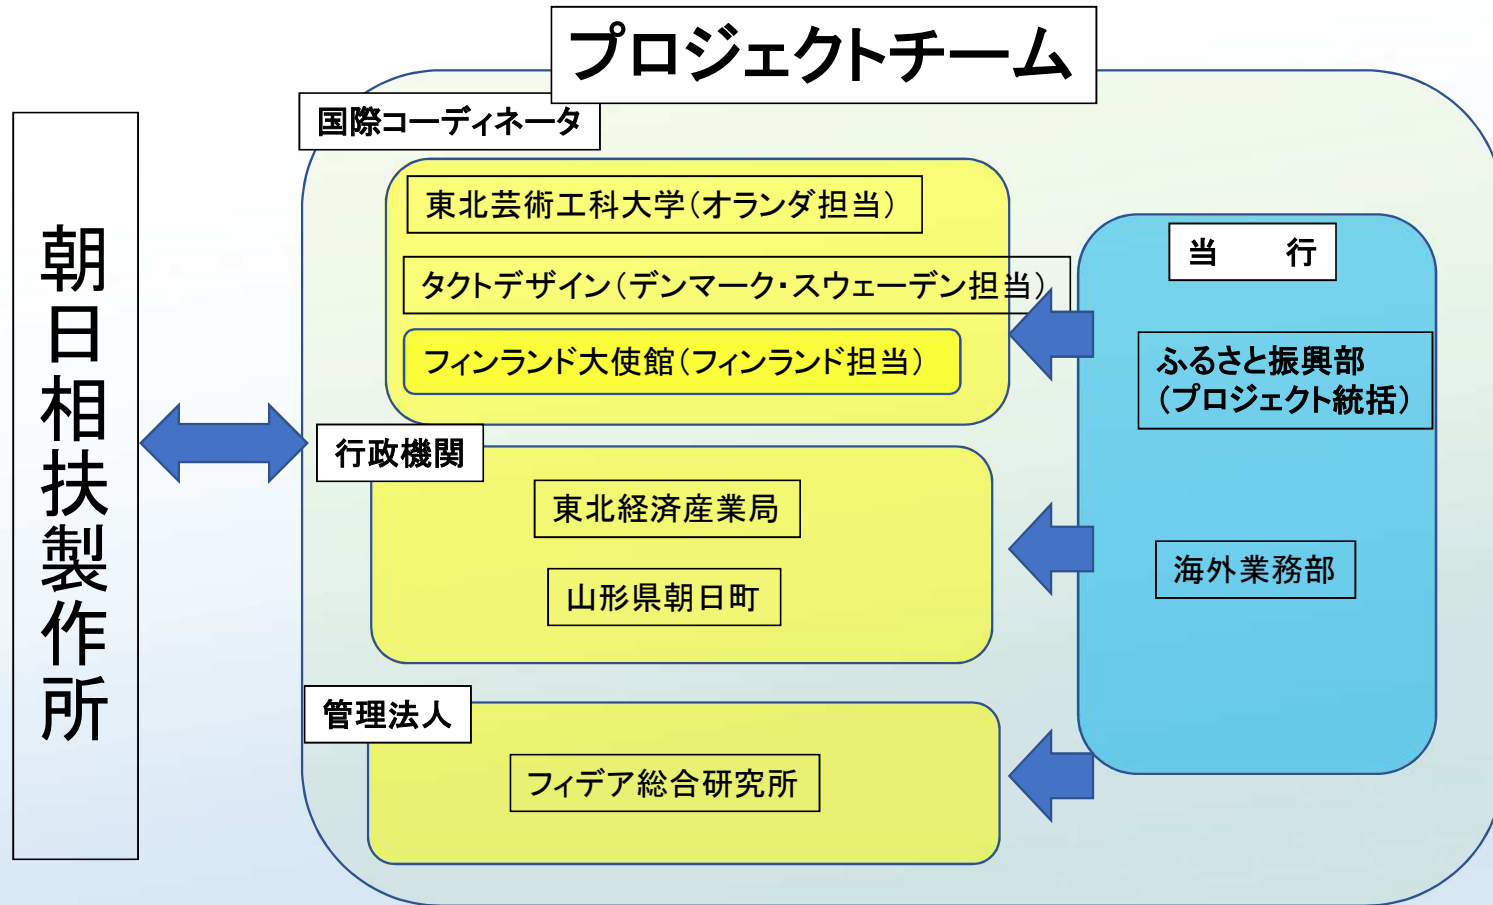 プロジェクトチーム
朝日相扶製作所
国際コーディネータ
東北芸術工科大学(オランダ担当)
タクトデザイン(デンマーク・スウェーデン担当)
フィンランド大使館(フィンランド担当)
行政機関
東北経済産業局
山形県朝日町
管理法人
フィデア総合研究所
当　　行
ふるさと振興部
(プロジェクト統括)
海外業務部